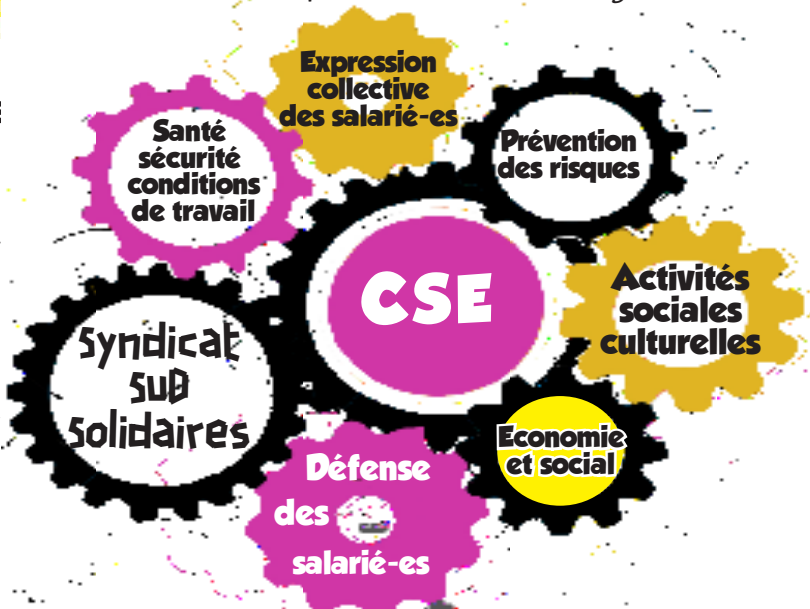 Expression
collective
des salarié-es
Santé
sécurité
conditions
de travail
Prévention
des risques
CSE
Activités
sociales
culturelles
Syndicat
SuD
Solidaires
Economie
et social
Défense
des
salarié-es